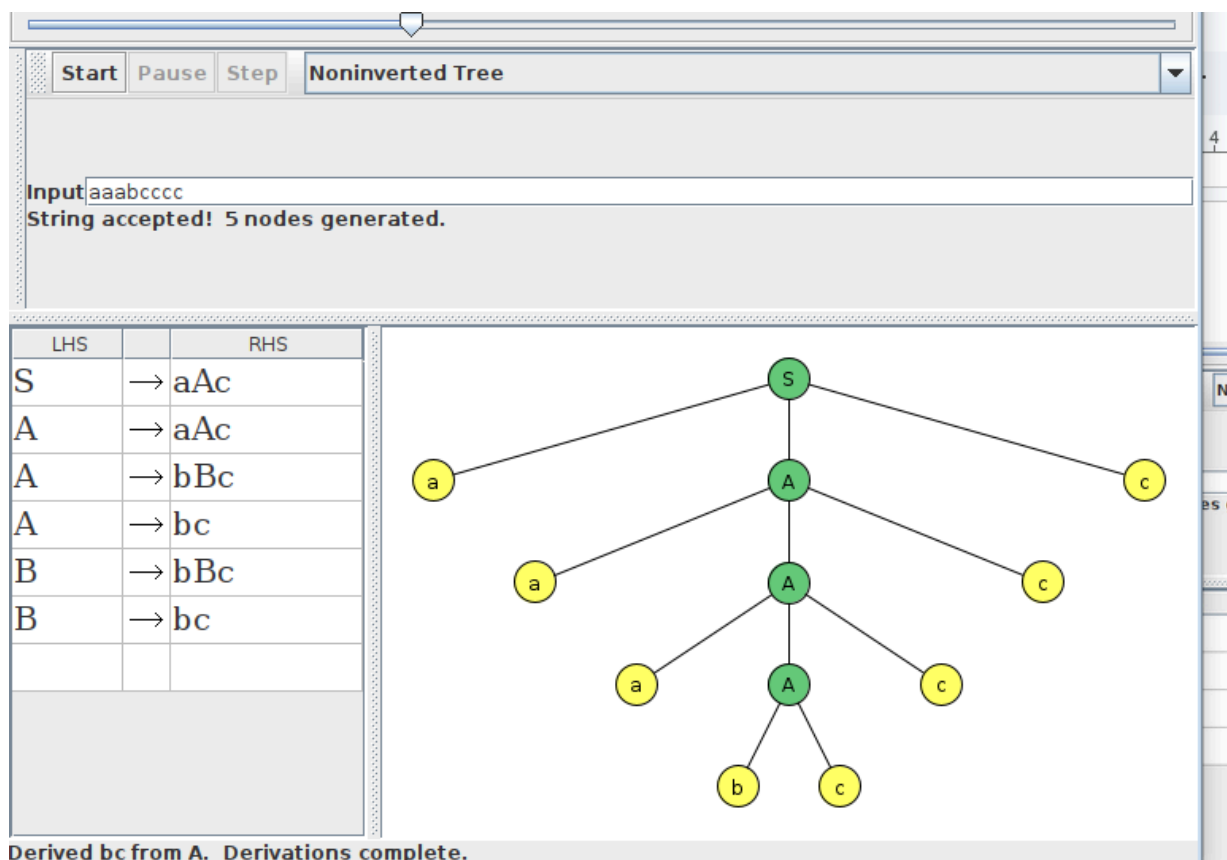 Start Pause Step Noninverted Tree
4
Input aaabcccc
String accepted! 5 nodes generated.
LHS RHS
S → aAc
A → aAc
A → bBc
A → bc
B → bBc
B → bc
S
a A c
a A c
a A c
b c
N
Derived bc from A. Derivations complete.